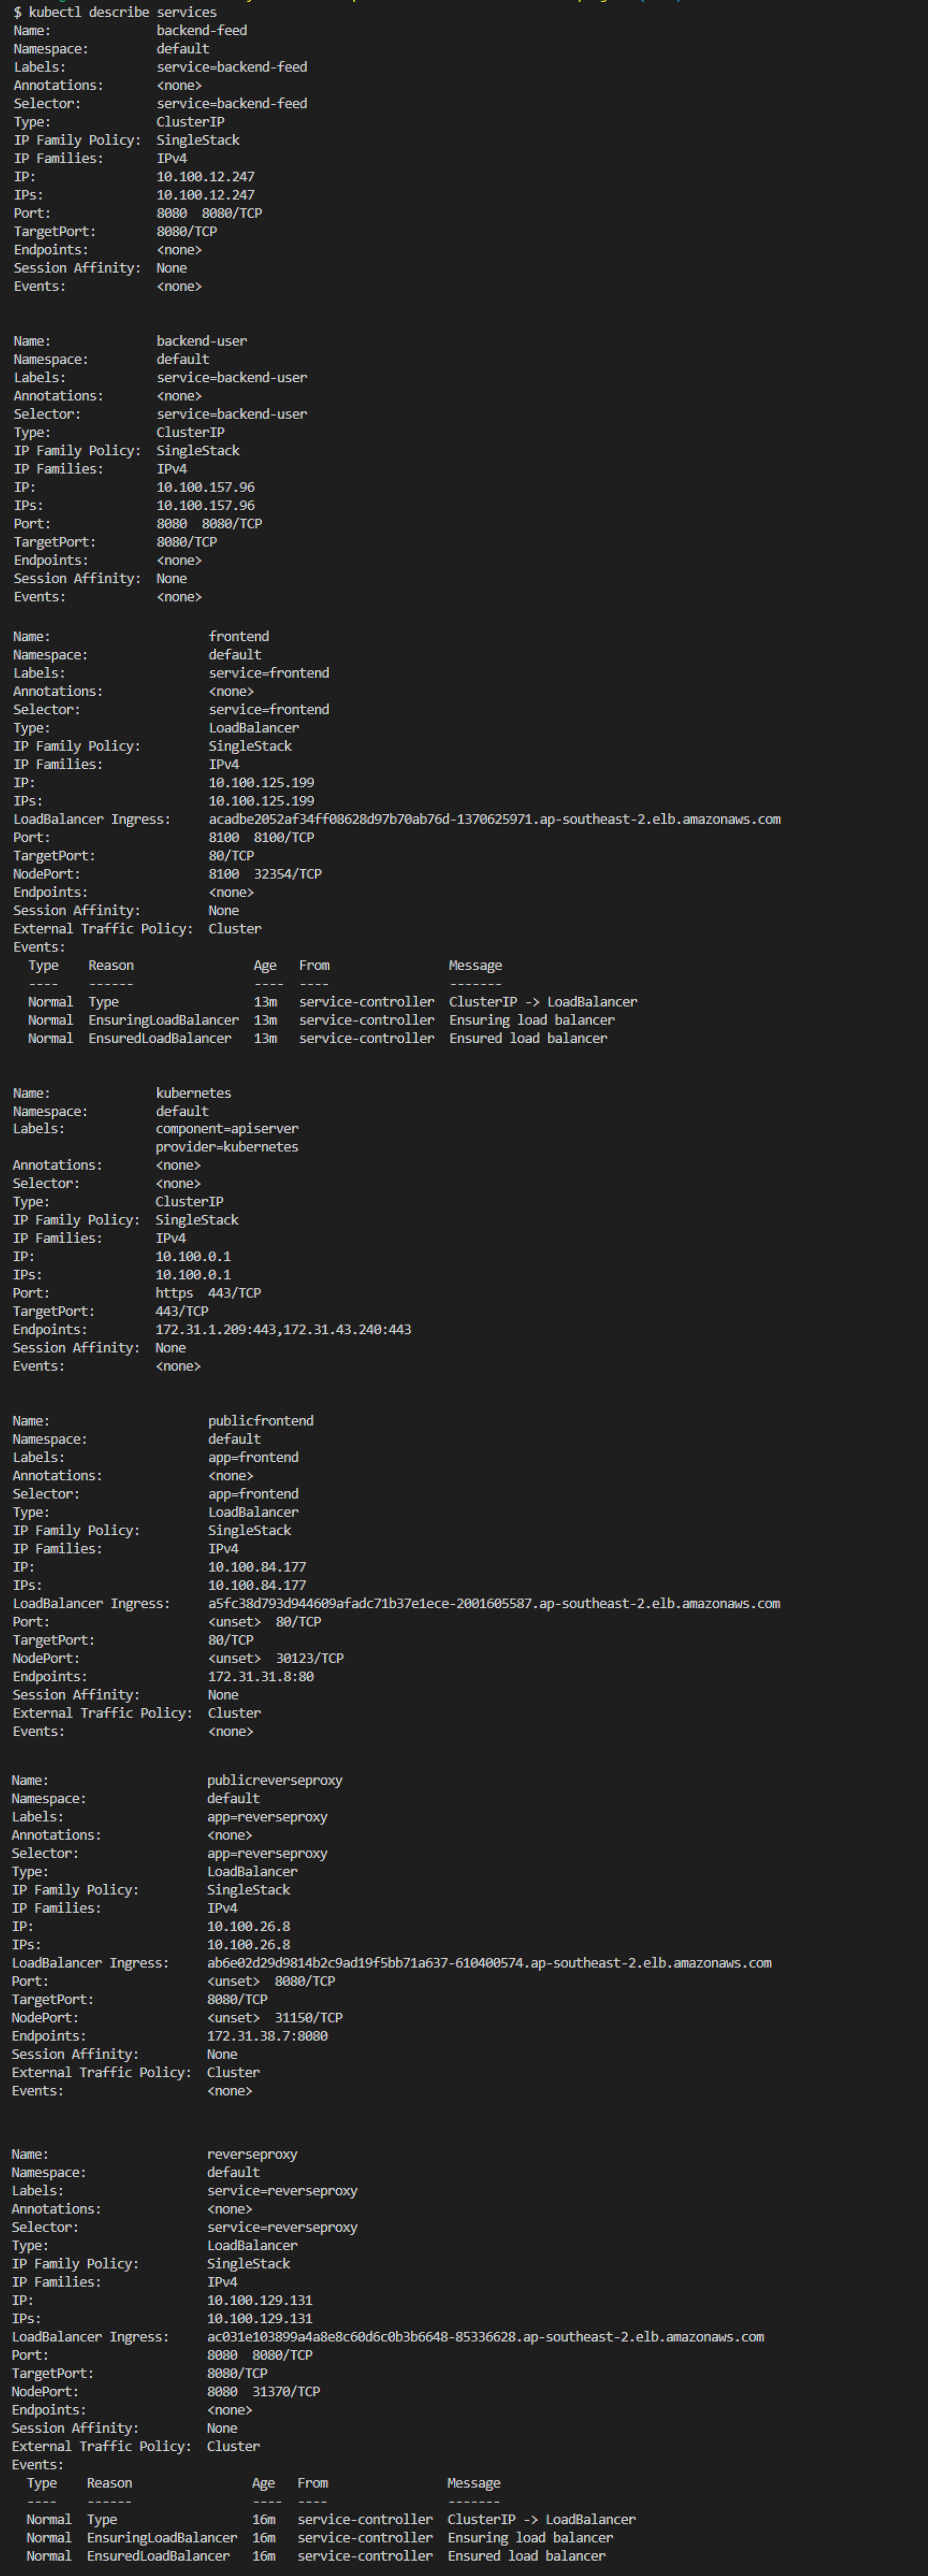 $ kubectl describe services
Name:              backend-feed
Namespace:         default
Labels:            service=backend-feed
Annotations:       <none>
Selector:          service=backend-feed
Type:              ClusterIP
IP Family Policy:  SingleStack
IP Families:       IPv4
IP:                10.100.12.247
IPs:               10.100.12.247
Port:              8080  8080/TCP
TargetPort:        8080/TCP
Endpoints:         <none>
Session Affinity:  None
Events:            <none>
Name:              backend-user
Namespace:         default
Labels:            service=backend-user
Annotations:       <none>
Selector:          service=backend-user
Type:              ClusterIP
IP Family Policy:  SingleStack
IP Families:       IPv4
IP:                10.100.157.96
IPs:               10.100.157.96
Port:              8080  8080/TCP
TargetPort:        8080/TCP
Endpoints:         <none>
Session Affinity:  None
Events:            <none>
Name:                     frontend
Namespace:                default
Labels:                   service=frontend
Annotations:              <none>
Selector:                 service=frontend
Type:                     LoadBalancer
IP Family Policy:         SingleStack
IP Families:              IPv4
IP:                       10.100.125.199
IPs:                      10.100.125.199
LoadBalancer Ingress:     acadbe2052af34ff08628d97b70ab76d-1370625971.ap-southeast-2.elb.amazonaws.com
Port:                     8100  8100/TCP
TargetPort:               80/TCP
NodePort:                 8100  32354/TCP
Endpoints:                <none>
Session Affinity:         None
External Traffic Policy:  Cluster
Events:
  Type    Reason                Age   From                Message
  ----    ------                ----  ----                -------
  Normal  Type                  13m   service-controller  ClusterIP -> LoadBalancer
  Normal  EnsuringLoadBalancer  13m   service-controller  Ensuring load balancer
  Normal  EnsuredLoadBalancer   13m   service-controller  Ensured load balancer
Name:              kubernetes
Namespace:         default
Labels:            component=apiserver
                   provider=kubernetes
Annotations:       <none>
Selector:          <none>
Type:              ClusterIP
IP Family Policy:  SingleStack
IP Families:       IPv4
IP:                10.100.0.1
IPs:               10.100.0.1
Port:              https  443/TCP
TargetPort:        443/TCP
Endpoints:         172.31.1.209:443,172.31.43.240:443
Session Affinity:  None
Events:            <none>
Name:                     publicfrontend
Namespace:                default
Labels:                   app=frontend
Annotations:              <none>
Selector:                 app=frontend
Type:                     LoadBalancer
IP Family Policy:         SingleStack
IP Families:              IPv4
IP:                       10.100.84.177
IPs:                      10.100.84.177
LoadBalancer Ingress:     a5fc38d793d944609afadc71b37e1ece-2001605587.ap-southeast-2.elb.amazonaws.com
Port:                     <unset>  80/TCP
TargetPort:               80/TCP
NodePort:                 <unset>  30123/TCP
Endpoints:                172.31.31.8:80
Session Affinity:         None
External Traffic Policy:  Cluster
Events:                   <none>
Name:                     publicreverseproxy
Namespace:                default
Labels:                   app=reverseproxy
Annotations:              <none>
Selector:                 app=reverseproxy
Type:                     LoadBalancer
IP Family Policy:         SingleStack
IP Families:              IPv4
IP:                       10.100.26.8
IPs:                      10.100.26.8
LoadBalancer Ingress:     ab6e02d29d9814b2c9ad19f5bb71a637-610400574.ap-southeast-2.elb.amazonaws.com
Port:                     <unset>  8080/TCP
TargetPort:               8080/TCP
NodePort:                 <unset>  31150/TCP
Endpoints:                172.31.38.7:8080
Session Affinity:         None
External Traffic Policy:  Cluster
Events:                   <none>
Name:                     reverseproxy
Namespace:                default
Labels:                   service=reverseproxy
Annotations:              <none>
Selector:                 service=reverseproxy
Type:                     LoadBalancer
IP Family Policy:         SingleStack
IP Families:              IPv4
IP:                       10.100.129.131
IPs:                      10.100.129.131
LoadBalancer Ingress:     ac031e103899a4a8e8c60d6c0b3b6648-85336628.ap-southeast-2.elb.amazonaws.com
Port:                     8080  8080/TCP
TargetPort:               8080/TCP
NodePort:                 8080  31370/TCP
Endpoints:                <none>
Session Affinity:         None
External Traffic Policy:  Cluster
Events:
  Type    Reason                Age   From                Message
  ----    ------                ----  ----                -------
  Normal  Type                  16m   service-controller  ClusterIP -> LoadBalancer
  Normal  EnsuringLoadBalancer  16m   service-controller  Ensuring load balancer
  Normal  EnsuredLoadBalancer   16m   service-controller  Ensured load balancer